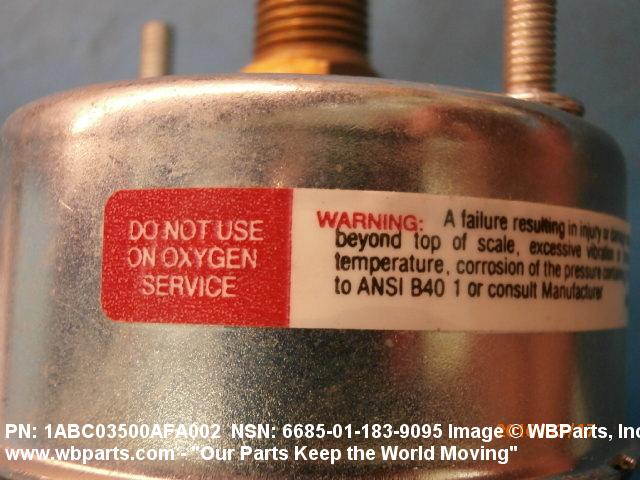 DO NOT USE
ON OXYGEN
SERVICE
WARNING: A failure resulting in injury or
beyond top of scale, excessive vibration
temperature, corrosion of the pressure
to ANSI B40 1 or consult Manufacturer
PN: 1ABC03500AFA002 NSN: 6685-01-183-9095 Image © WBParts, Inc
www.wbparts.com - "Our Parts Keep the World Moving"